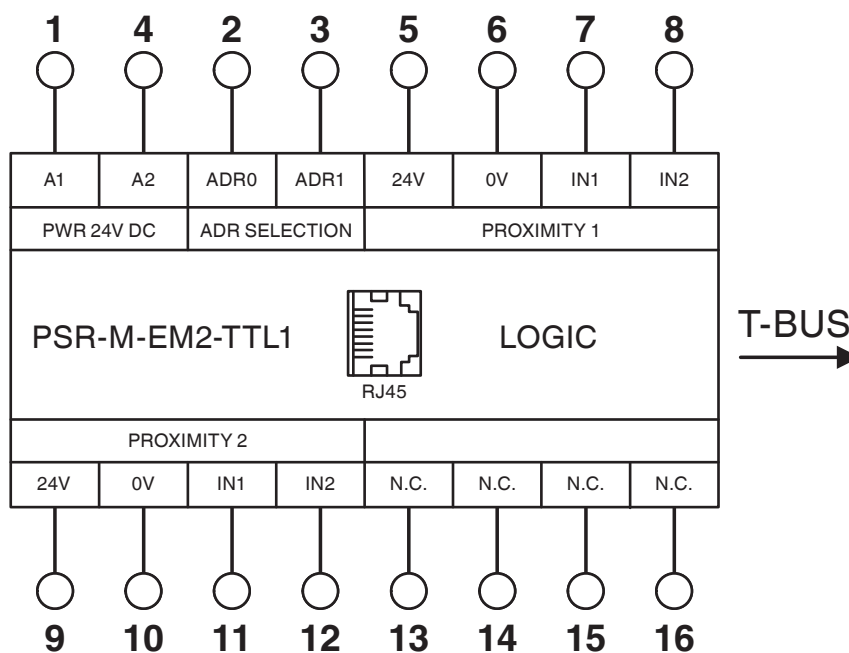 1 4 2 3 5 6 7 8
A1 A2 ADR0 ADR1 24V 0V IN1 IN2
PWR 24V DC ADR SELECTION PROXIMITY 1
PSR-M-EM2-TTL1 LOGIC T-BUS
RJ45
PROXIMITY 2
24V 0V IN1 IN2 N.C. N.C. N.C. N.C.
9 10 11 12 13 14 15 16